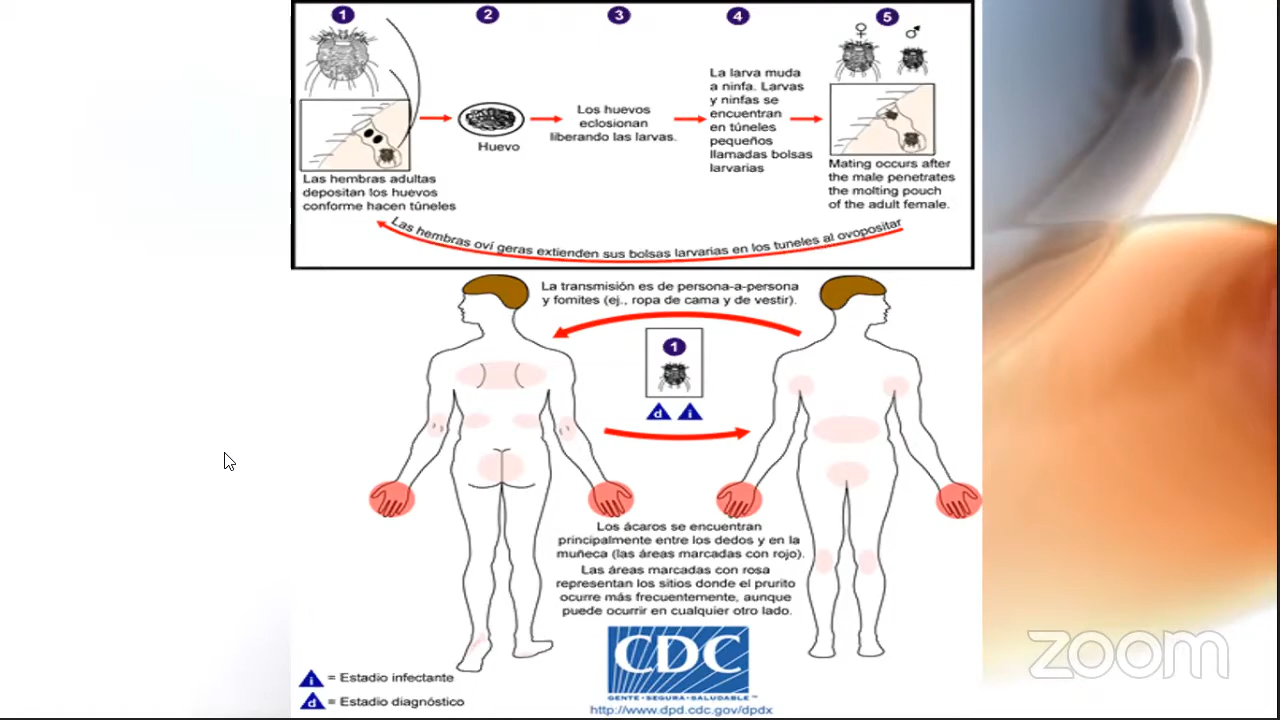 1
2
3
4
5
♀
♂
Las hembras adultas
depositan los huevos
conforme hacen túneles
Huevo
Los huevos
eclosionan
liberando las larvas.
La larva muda
a ninfa. Larvas
y ninfas se
encuentran
en túneles
pequeños
llamadas bolsas
larvarias
Mating occurs after
the male penetrates
the molting pouch
of the adult female.
Las hembras oví geras extienden sus bolsas larvarias en los tuneles al ovopositar
La transmisión es de persona-a-persona
y fomites (ej., ropa de cama y de vestir).
1
d i
Los ácaros se encuentran
principalmente entre los dedos y en la
muñeca (las áreas marcadas con rojo).
Las áreas marcadas con rosa
representan los sitios donde el prurito
ocurre más frecuentemente, aunque
puede ocurrir en cualquier otro lado.
CDC
GENTE·SEGURA·SALUDABLE™
http://www.dpd.cdc.gov/dpdx
i = Estadio infectante
d = Estadio diagnóstico
zoom